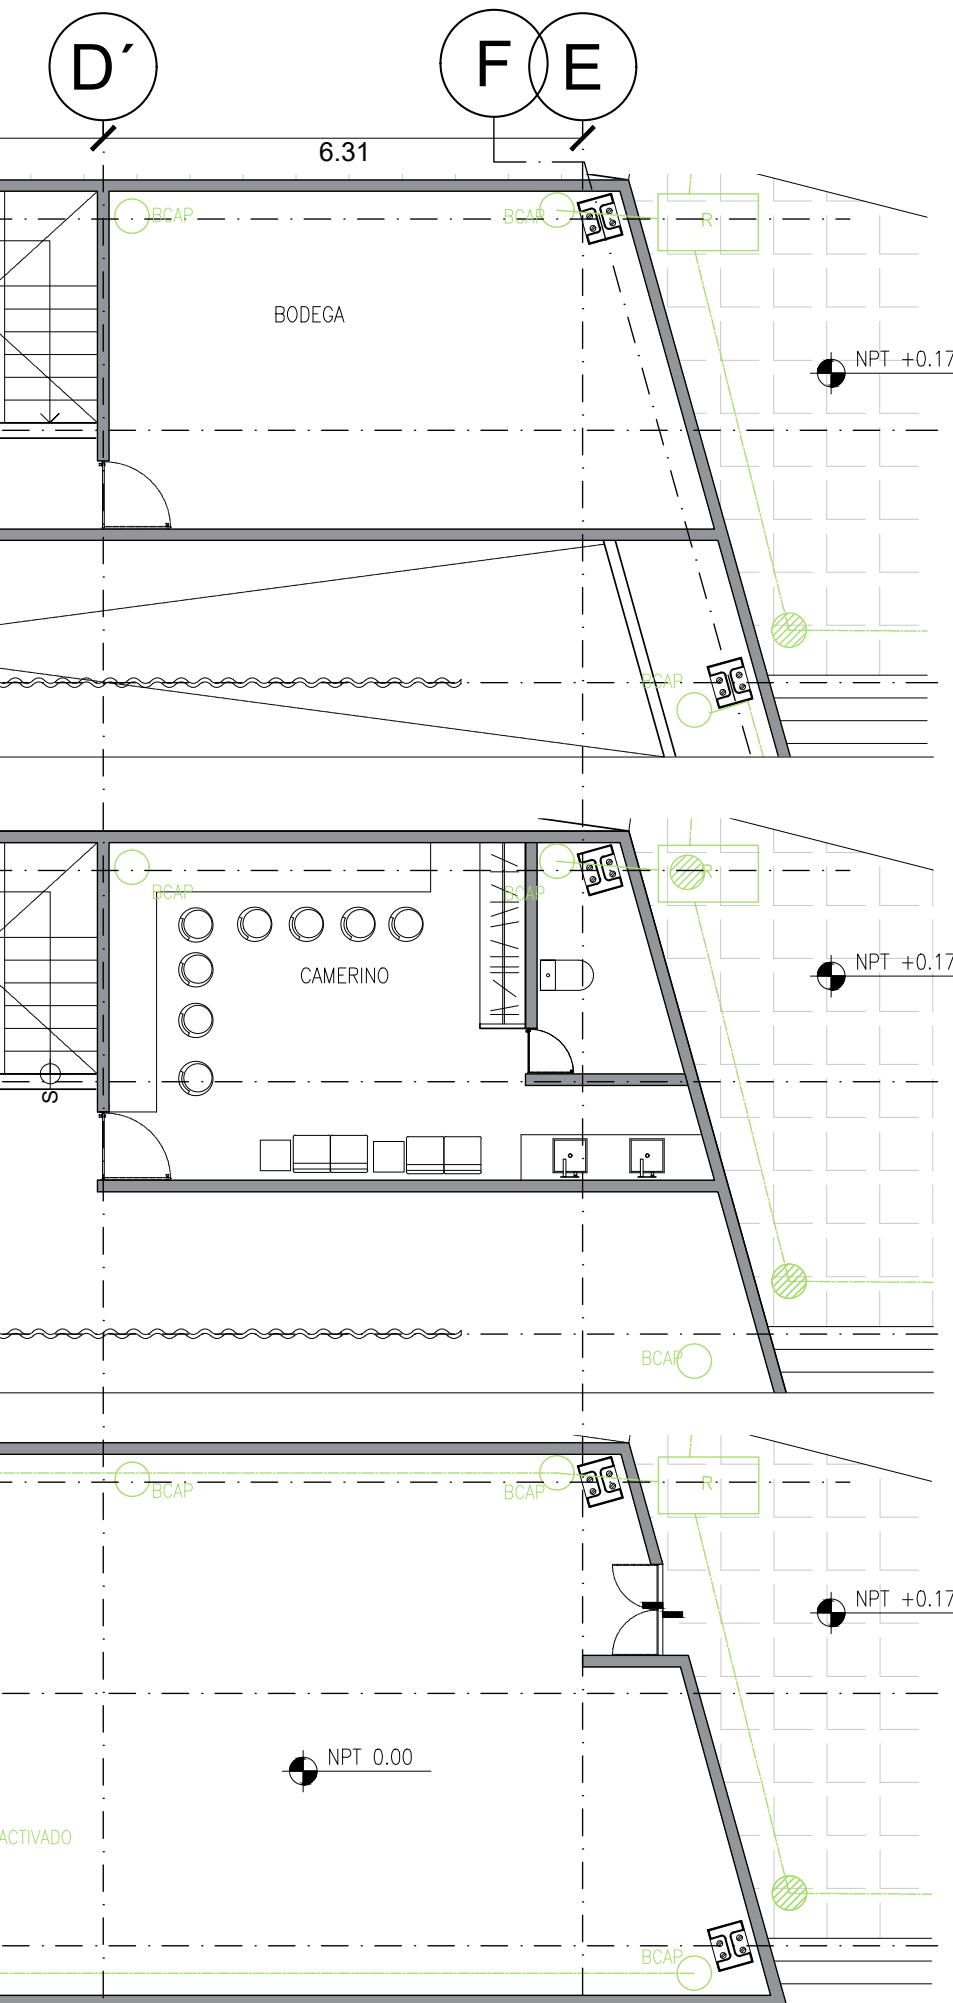 D´
F
E
6.31
BCAP
BCAP
R
BODEGA
NPT +0.17
BCAP
BCAP
BCAP
R
CAMERINO
NPT +0.17
S
BCAP
BCAP
BCAP
R
NPT +0.17
NPT 0.00
ACTIVADO
BCAP